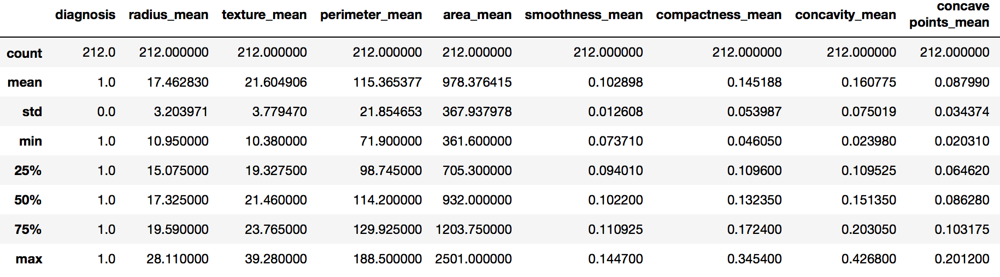 diagnosis radius_mean texture_mean perimeter_mean area_mean smoothness_mean compactness_mean concavity_mean concave points_mean
count 212.0 212.000000 212.000000 212.000000 212.000000 212.000000 212.000000 212.000000 212.000000
mean 1.0 17.462830 21.604906 115.365377 978.376415 0.102898 0.145188 0.160775 0.087990
std 0.0 3.203971 3.779470 21.854653 367.937978 0.012608 0.053987 0.075019 0.034374
min 1.0 10.950000 10.380000 71.900000 361.600000 0.073710 0.046050 0.023980 0.020310
25% 1.0 15.075000 19.327500 98.745000 705.300000 0.094010 0.109600 0.109525 0.064620
50% 1.0 17.325000 21.460000 114.200000 932.000000 0.102200 0.132350 0.151350 0.086280
75% 1.0 19.590000 23.765000 129.925000 1203.750000 0.110925 0.172400 0.203050 0.103175
max 1.0 28.110000 39.280000 188.500000 2501.000000 0.144700 0.345400 0.426800 0.201200